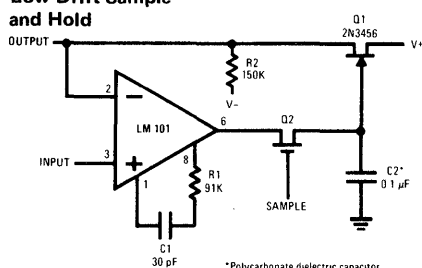 Low Drift Sample
and Hold
Q1
2N3456
V+
OUTPUT
R2
150K
V−
2
−
LM 101
6
Q2
INPUT
3
+
8
1
R1
91K
C2*
0.1 µF
SAMPLE
C1
30 pF
*Polycarbonate dielectric capacitor